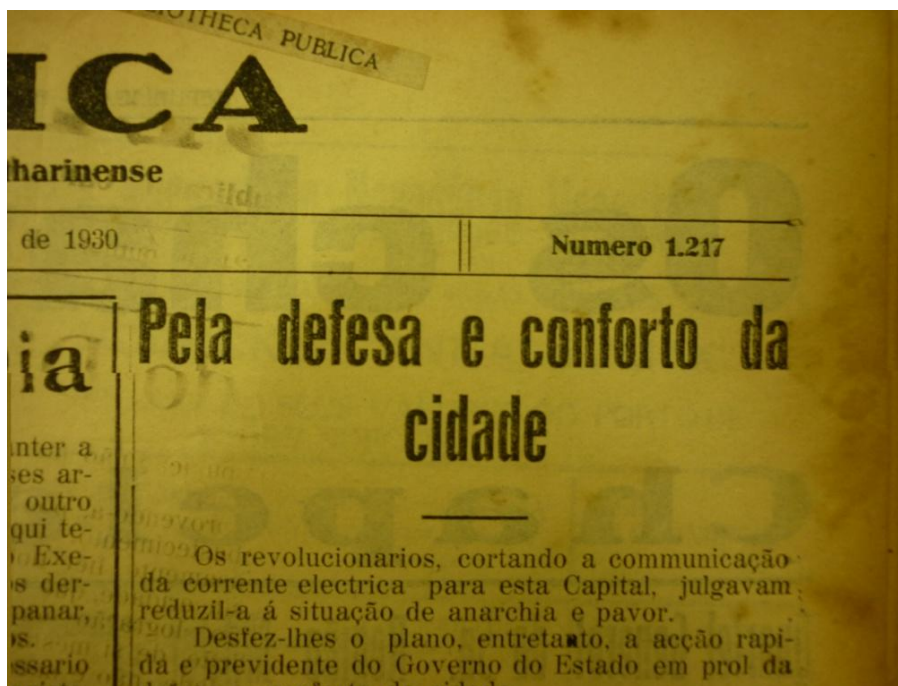 BLIOTHECA PUBLICA
ICA
tharinense
de 1930
Numero 1.217
ia
anter a
ses ar-
outro
qui te-
Exe-
s der-
panar,
os.
ssario
Pela defesa e conforto da
cidade
Os revolucionarios, cortando a communicação
da corrente electrica para esta Capital, julgavam
reduzil-a á situação de anarchia e pavor.
Desfez-lhes o plano, entretanto, a acção rapi-
da e previdente do Governo do Estado em prol da